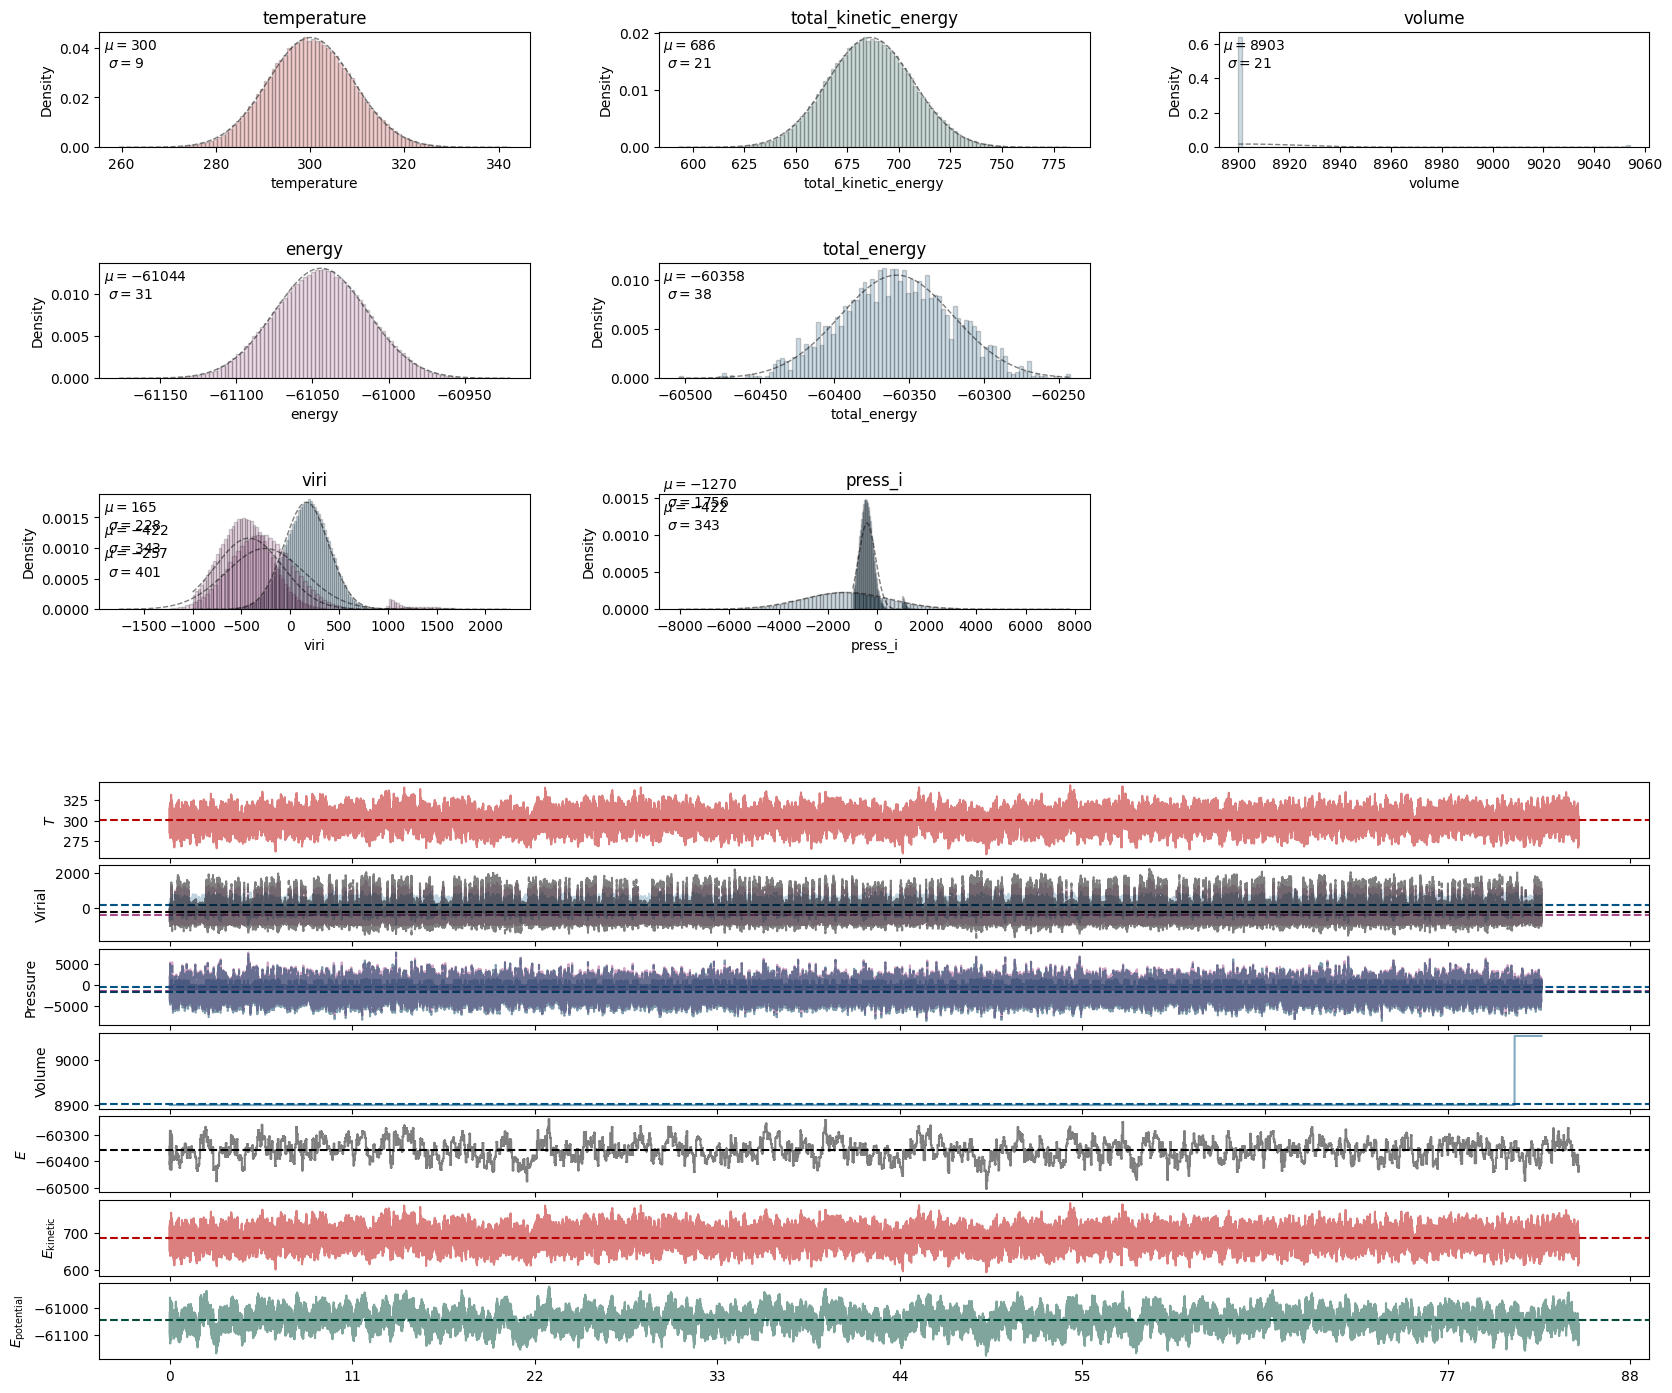 temperature
μ = 300
σ = 9
Density
0.04
0.02
0.00
260 280 300 320 340
temperature
total_kinetic_energy
μ = 686
σ = 21
Density
0.02
0.01
0.00
600 625 650 675 700 725 750 775
total_kinetic_energy
volume
μ = 8903
σ = 21
Density
0.6
0.4
0.2
0.0
8900 8920 8940 8960 8980 9000 9020 9040 9060
volume
energy
μ = −61044
σ = 31
Density
0.010
0.005
0.000
−61150 −61100 −61050 −61000 −60950
energy
total_energy
μ = −60358
σ = 38
Density
0.010
0.005
0.000
−60500 −60450 −60400 −60350 −60300 −60250
total_energy
viri
μ = 165
σ = 228
μ = −422
σ = 343
μ = −257
σ = 401
Density
0.0015
0.0010
0.0005
0.0000
−1500 −1000 −500 0 500 1000 1500 2000
viri
press_i
μ = −1270
σ = 1756
μ = −422
σ = 343
Density
0.0015
0.0010
0.0005
0.0000
−8000 −6000 −4000 −2000 0 2000 4000 6000 8000
press_i
T
325
300
275
Virial
2000
0
Pressure
5000
0
−5000
Volume
9000
8900
E
−60300
−60400
−60500
Ekinetic
700
600
Epotential
−61000
−61100
0 11 22 33 44 55 66 77 88